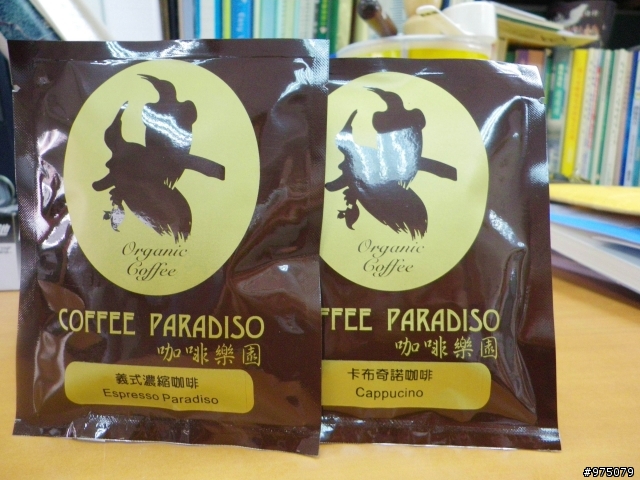 Organic
Coffee
COFFEE PARADISO
咖啡樂園
義式濃縮咖啡
Espresso Paradiso
Organic
Coffee
FFEE PARADISO
咖啡樂園
卡布奇諾咖啡
Cappucino
#975079